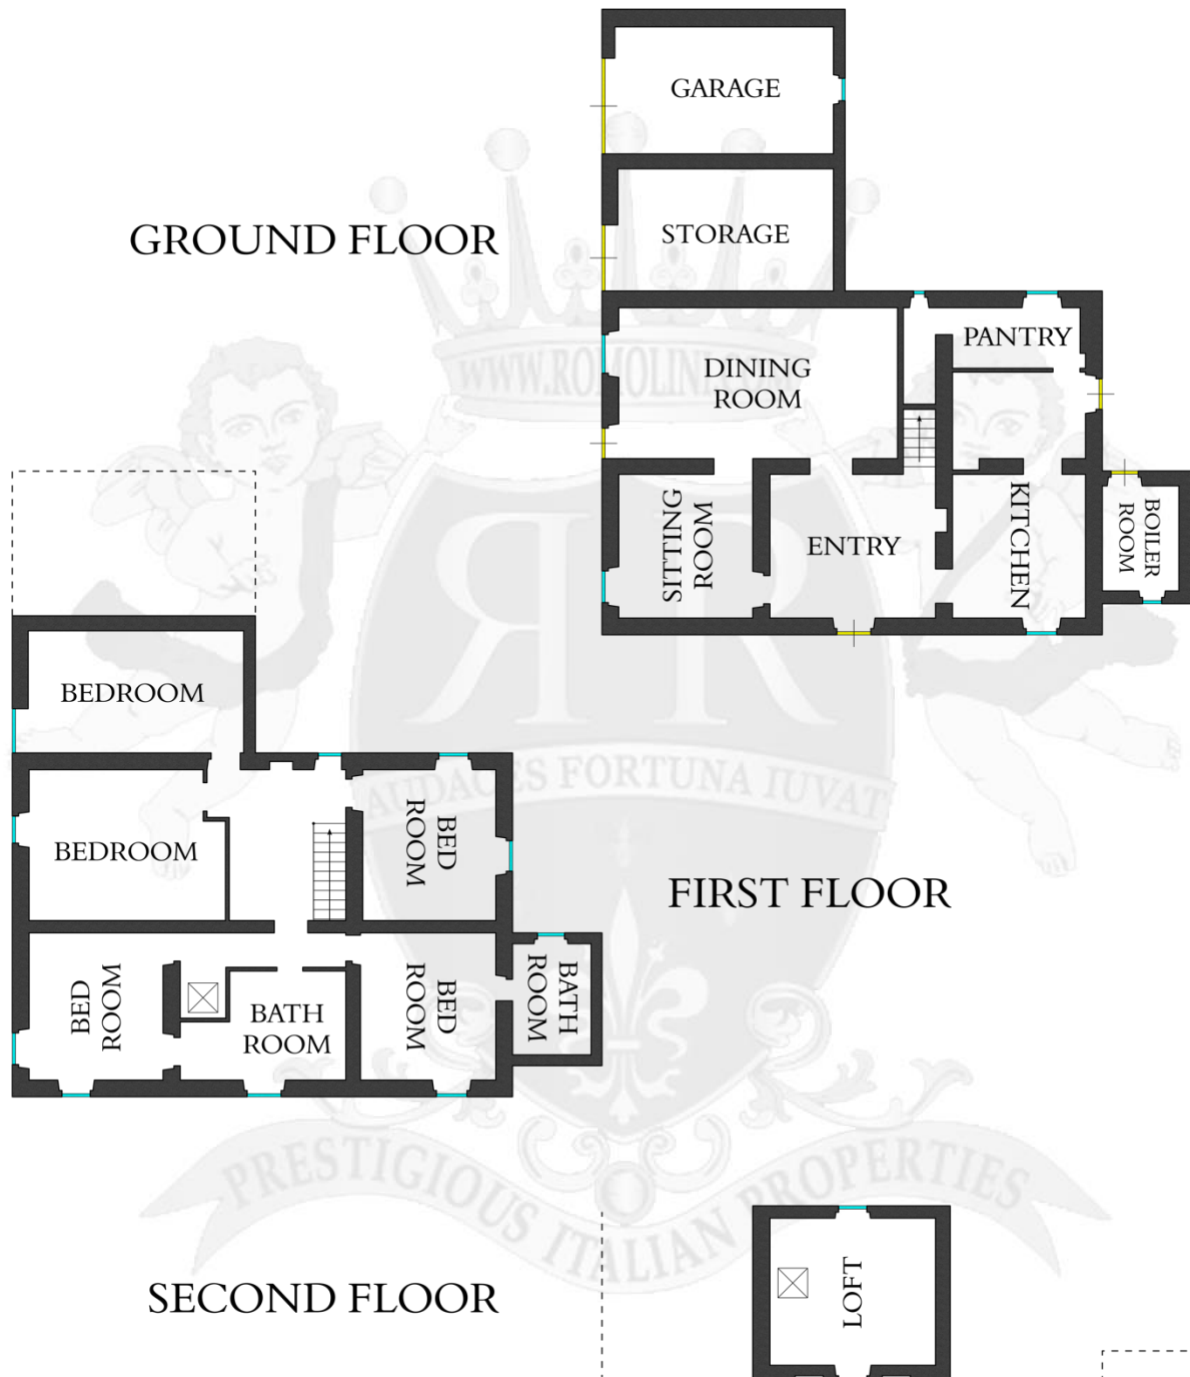 GARAGE
GROUND FLOOR
STORAGE
PANTRY
DINING
ROOM
WWW.ROMOLINI.COM
SITTING
ROOM
ENTRY
KITCHEN
BOILER
ROOM
BEDROOM
BEDROOM
BED
ROOM
FIRST FLOOR
AUDACES FORTUNA IUVAT
BED
ROOM
BATH
ROOM
BED
ROOM
BATH
ROOM
PRESTIGIOUS ITALIAN PROPERTIES
SECOND FLOOR
LOFT